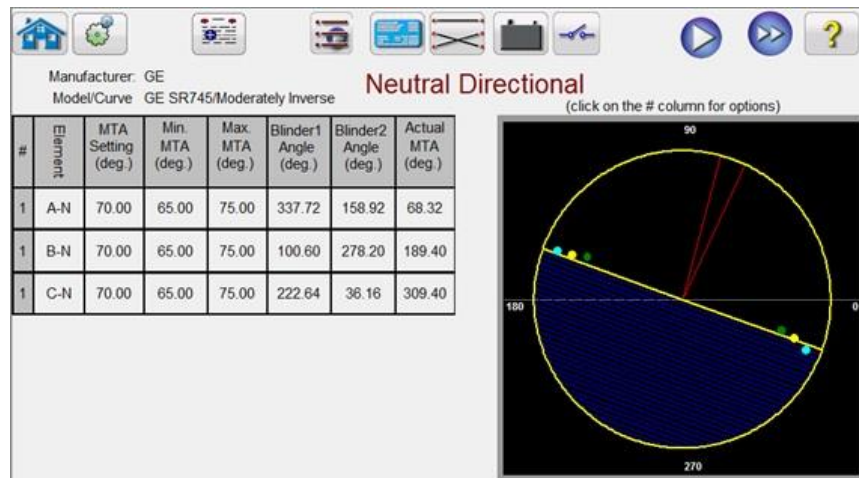 ?
Manufacturer: GE
Model/Curve GE SR745/Moderately Inverse
Neutral Directional
(click on the # column for options)
# Element MTA Setting (deg.) Min. MTA (deg.) Max. MTA (deg.) Blinder1 Angle (deg.) Blinder2 Angle (deg.) Actual MTA (deg.)
1 A-N 70.00 65.00 75.00 337.72 158.92 68.32
1 B-N 70.00 65.00 75.00 100.60 278.20 189.40
1 C-N 70.00 65.00 75.00 222.64 36.16 309.40
90
180
0
270